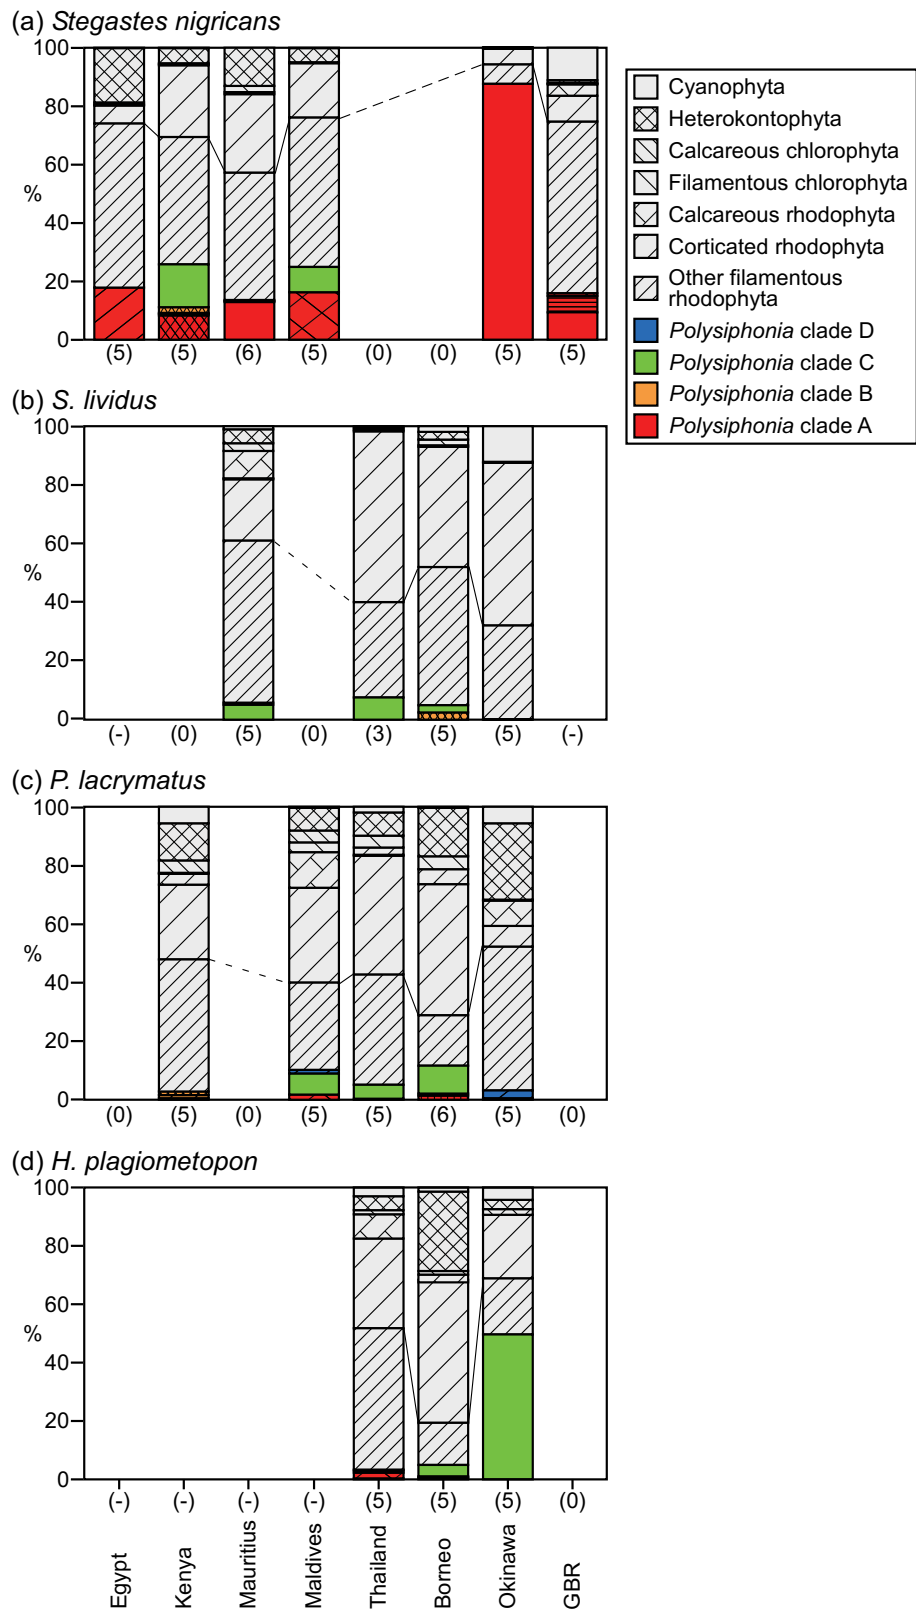 (a) Stegastes nigricans
100
80
60
%
40
20
0
(5) (5) (6) (5) (0) (0) (5) (5)
Cyanophyta
Heterokontophyta
Calcareous chlorophyta
Filamentous chlorophyta
Calcareous rhodophyta
Corticated rhodophyta
Other filamentous
rhodophyta
Polysiphonia clade D
Polysiphonia clade C
Polysiphonia clade B
Polysiphonia clade A
(b) S. lividus
100
80
60
%
40
20
0
(-) (0) (5) (0) (3) (5) (5) (-)
(c) P. lacrymatus
100
80
60
%
40
20
0
(0) (5) (0) (5) (5) (6) (5) (0)
(d) H. plagiometopon
100
80
60
%
40
20
0
(-) (-) (-) (-) (5) (5) (5) (0)
Egypt
Kenya
Mauritius
Maldives
Thailand
Borneo
Okinawa
GBR